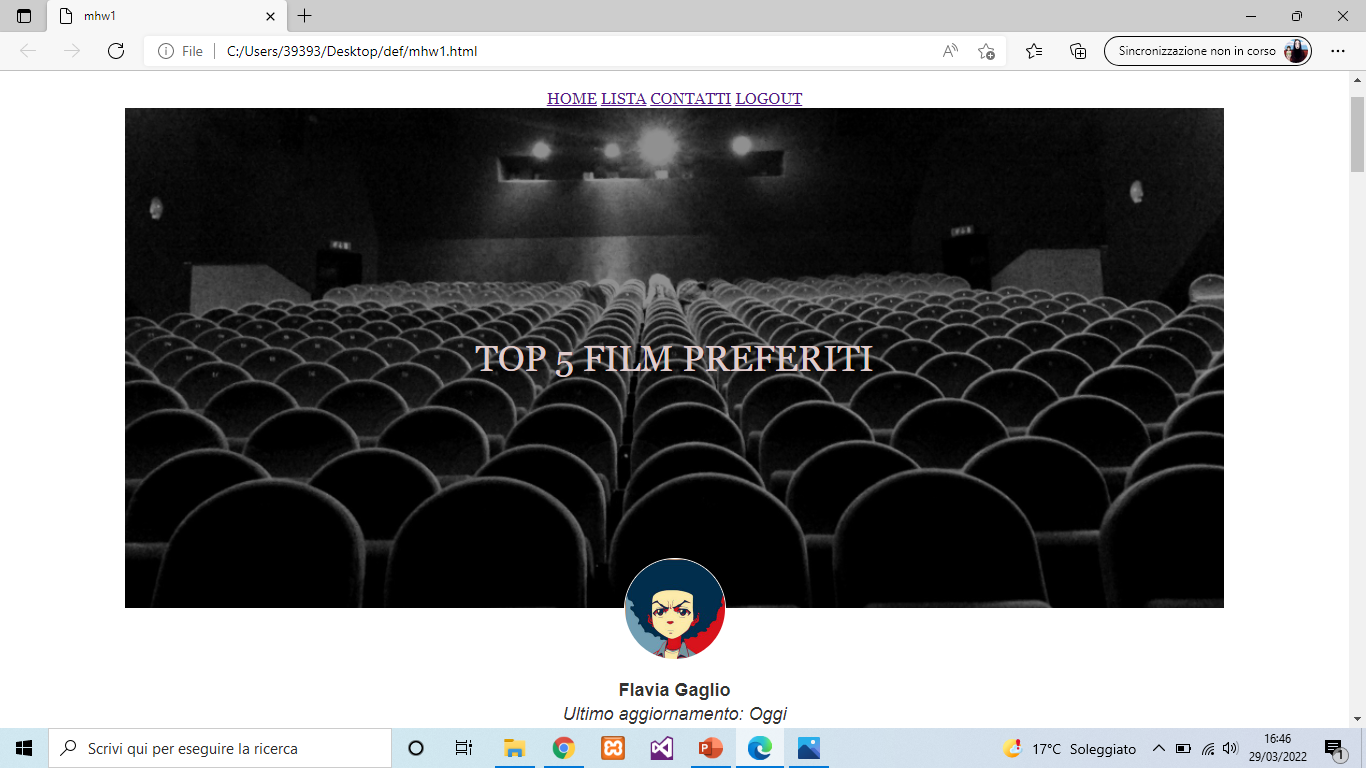 mhw1
File
C:/Users/39393/Desktop/def/mhw1.html
Sincronizzazione non in corso
HOME LISTA CONTATTI LOGOUT
TOP 5 FILM PREFERITI
Flavia Gaglio
Ultimo aggiornamento: Oggi
Scrivi qui per eseguire la ricerca
17°C Soleggiato
16:46
29/03/2022
1